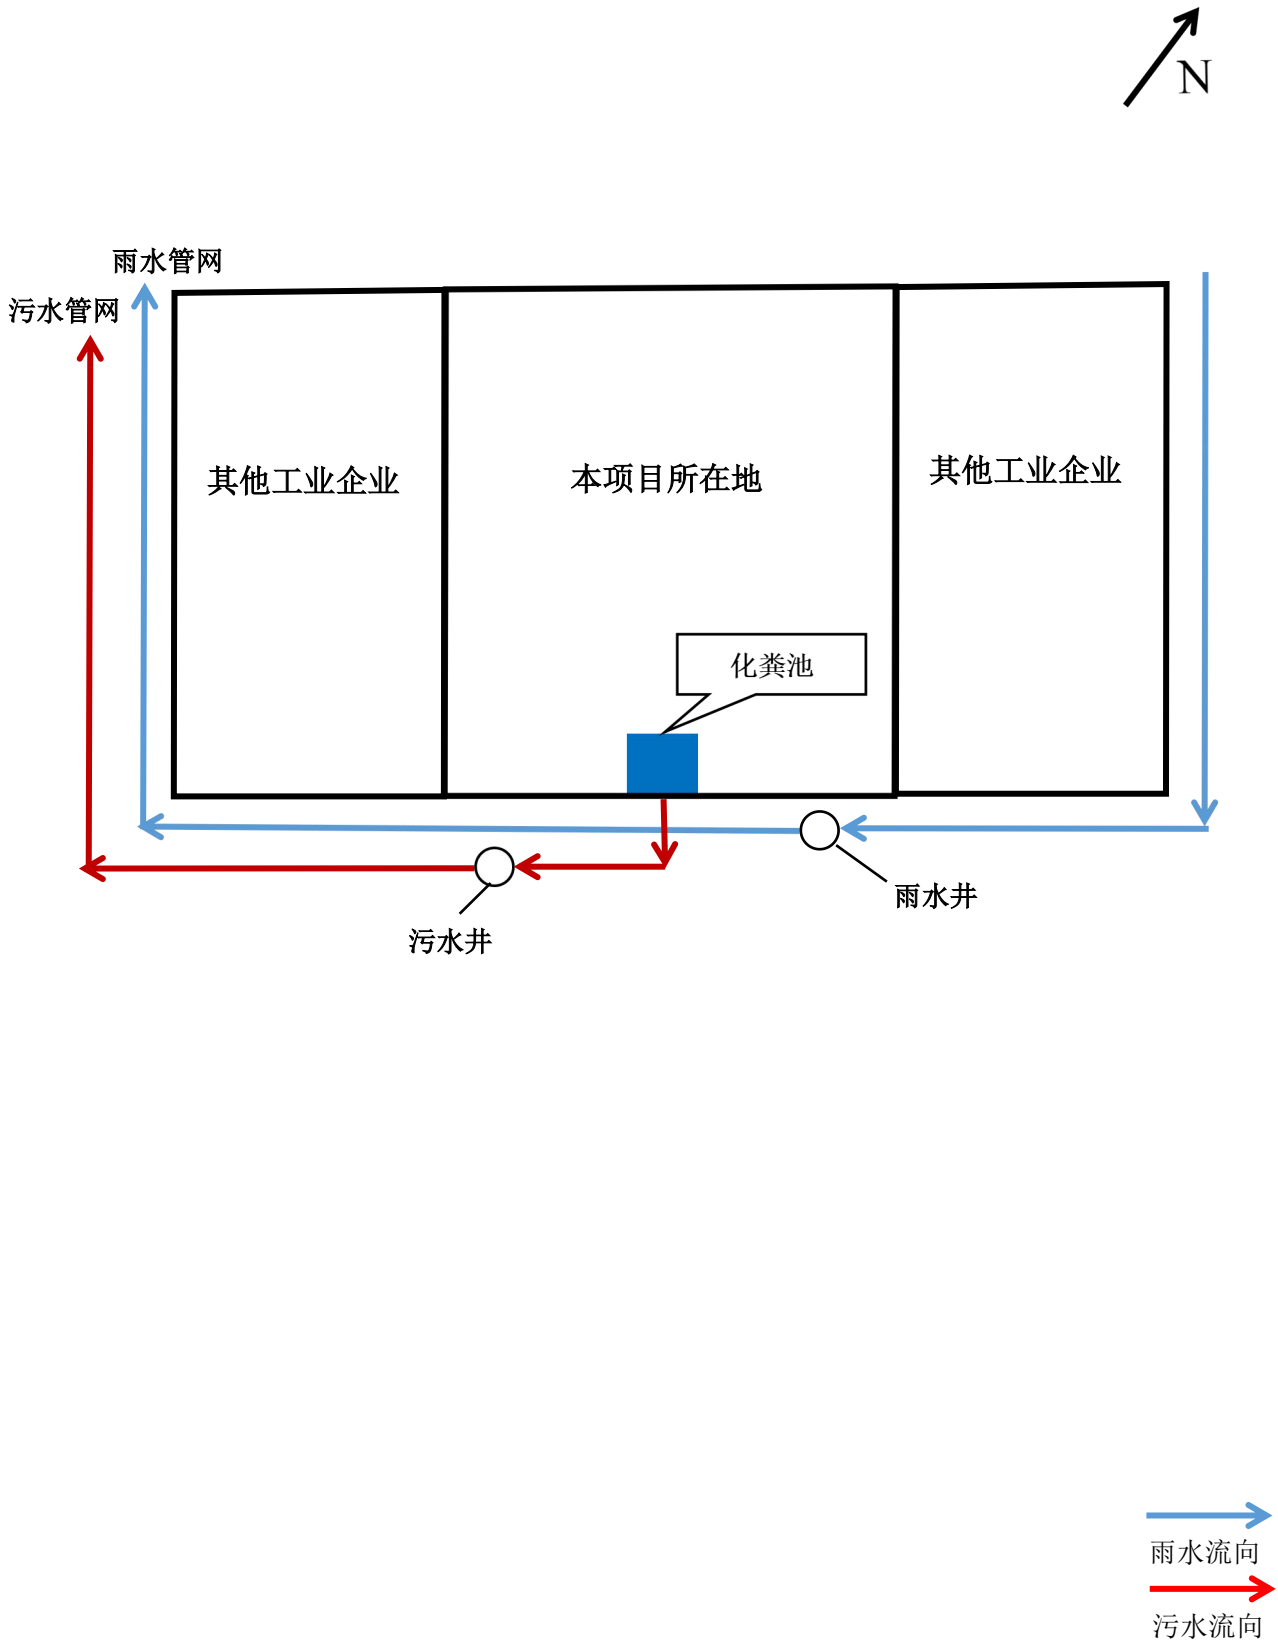 N
雨水管网
污水管网
其他工业企业
本项目所在地
其他工业企业
化粪池
雨水井
污水井
雨水流向
污水流向